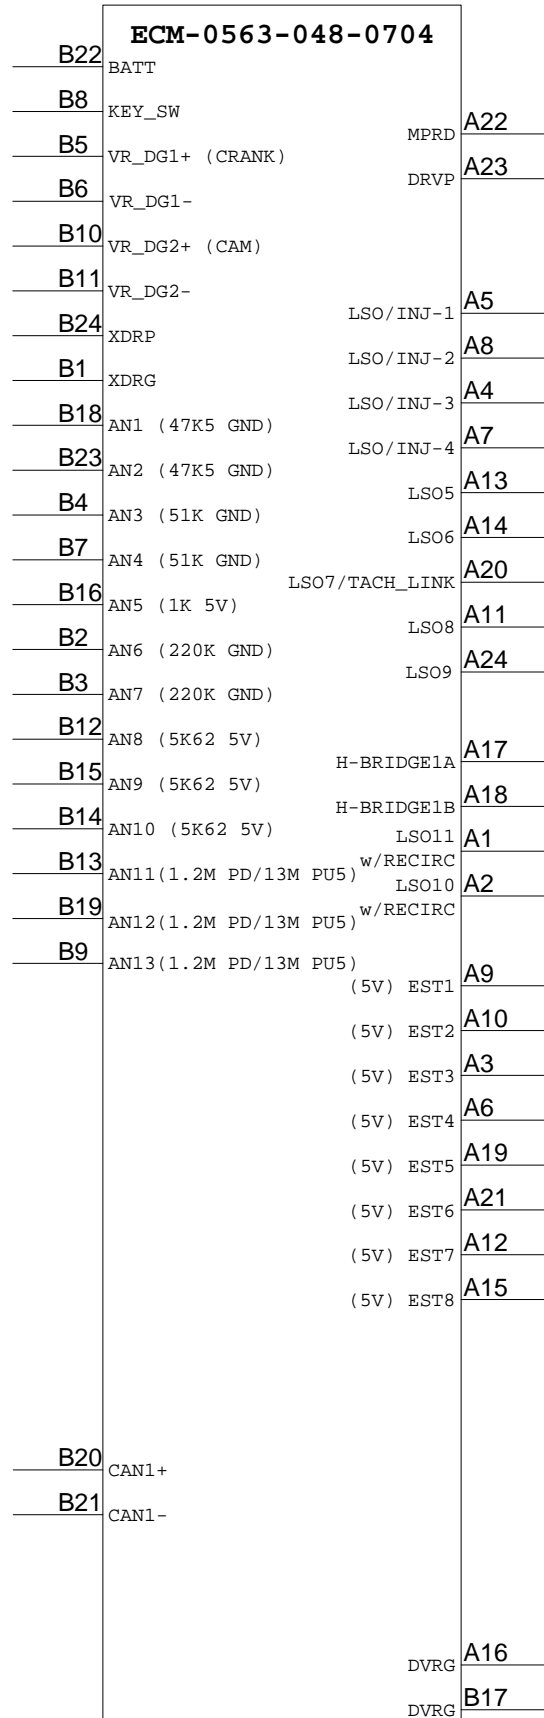 ECM-0563-048-0704
B22 BATT
B8 KEY_SW
B5 VR_DG1+ (CRANK)
B6 VR_DG1-
B10 VR_DG2+ (CAM)
B11 VR_DG2-
B24 XDRP
B1 XDRG
B18 AN1 (47K5 GND)
B23 AN2 (47K5 GND)
B4 AN3 (51K GND)
B7 AN4 (51K GND)
B16 AN5 (1K 5V)
B2 AN6 (220K GND)
B3 AN7 (220K GND)
B12 AN8 (5K62 5V)
B15 AN9 (5K62 5V)
B14 AN10 (5K62 5V)
B13 AN11(1.2M PD/13M PU5)
B19 AN12(1.2M PD/13M PU5)
B9 AN13(1.2M PD/13M PU5)
B20 CAN1+
B21 CAN1-
MPRD A22
DRVP A23
LSO/INJ-1 A5
LSO/INJ-2 A8
LSO/INJ-3 A4
LSO/INJ-4 A7
LSO5 A13
LSO6 A14
LSO7/TACH_LINK A20
LSO8 A11
LSO9 A24
H-BRIDGE1A A17
H-BRIDGE1B A18
LSO11 A1
w/RECIRC
LSO10 A2
w/RECIRC
(5V) EST1 A9
(5V) EST2 A10
(5V) EST3 A3
(5V) EST4 A6
(5V) EST5 A19
(5V) EST6 A21
(5V) EST7 A12
(5V) EST8 A15
DVRG A16
DVRG B17